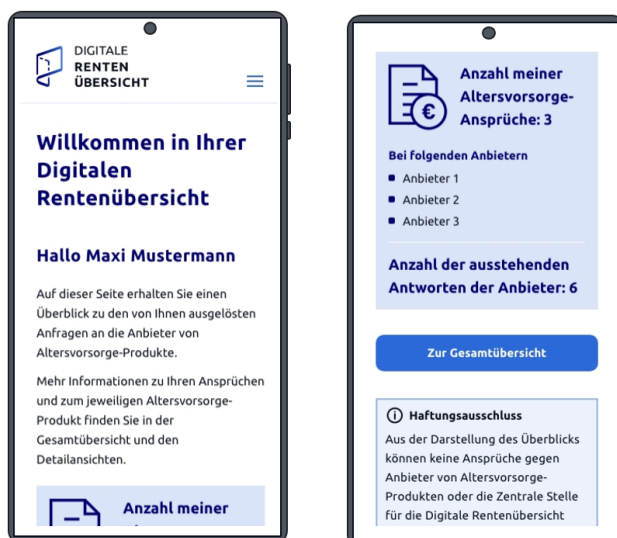 DIGITALE
RENTEN
ÜBERSICHT
Willkommen in Ihrer
Digitalen
Rentenübersicht
Hallo Maxi Mustermann
Auf dieser Seite erhalten Sie einen
Überblick zu den von Ihnen ausgelösten
Anfragen an die Anbieter von
Altersvorsorge-Produkte.
Mehr Informationen zu Ihren Ansprüchen
und zum jeweiligen Altersvorsorge-
Produkt finden Sie in der
Gesamtübersicht und den
Detailansichten.
Anzahl meiner
Anzahl meiner
Altersvorsorge-
Ansprüche: 3
Bei folgenden Anbietern
Anbieter 1
Anbieter 2
Anbieter 3
Anzahl der ausstehenden
Antworten der Anbieter: 6
Zur Gesamtübersicht
Haftungsausschluss
Aus der Darstellung des Überblicks
können keine Ansprüche gegen
Anbieter von Altersvorsorge-
Produkten oder die Zentrale Stelle
für die Digitale Rentenübersicht